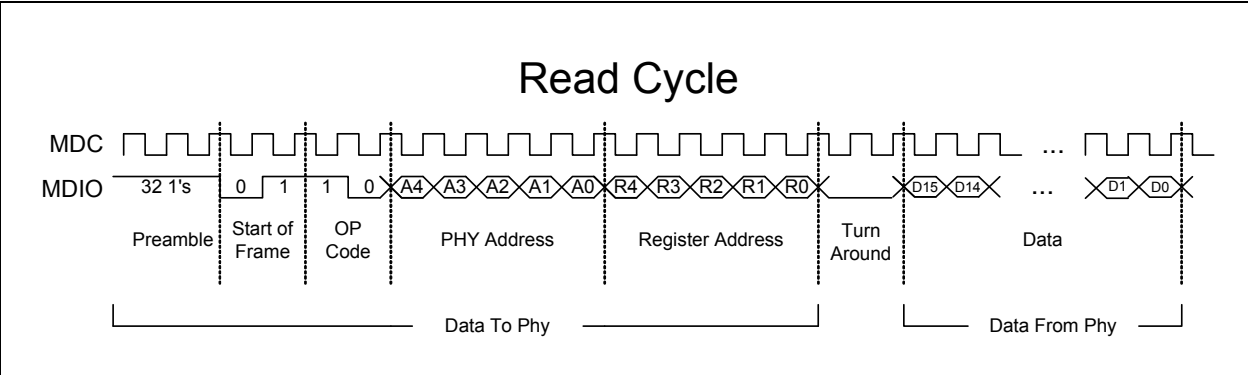 Read Cycle
MDC
...
MDIO
32 1's 0 1 1 0 A4 A3 A2 A1 A0 R4 R3 R2 R1 R0 D15 D14 ... D1 D0
Preamble
Start of
Frame
OP
Code
PHY Address
Register Address
Turn
Around
Data
Data To Phy
Data From Phy